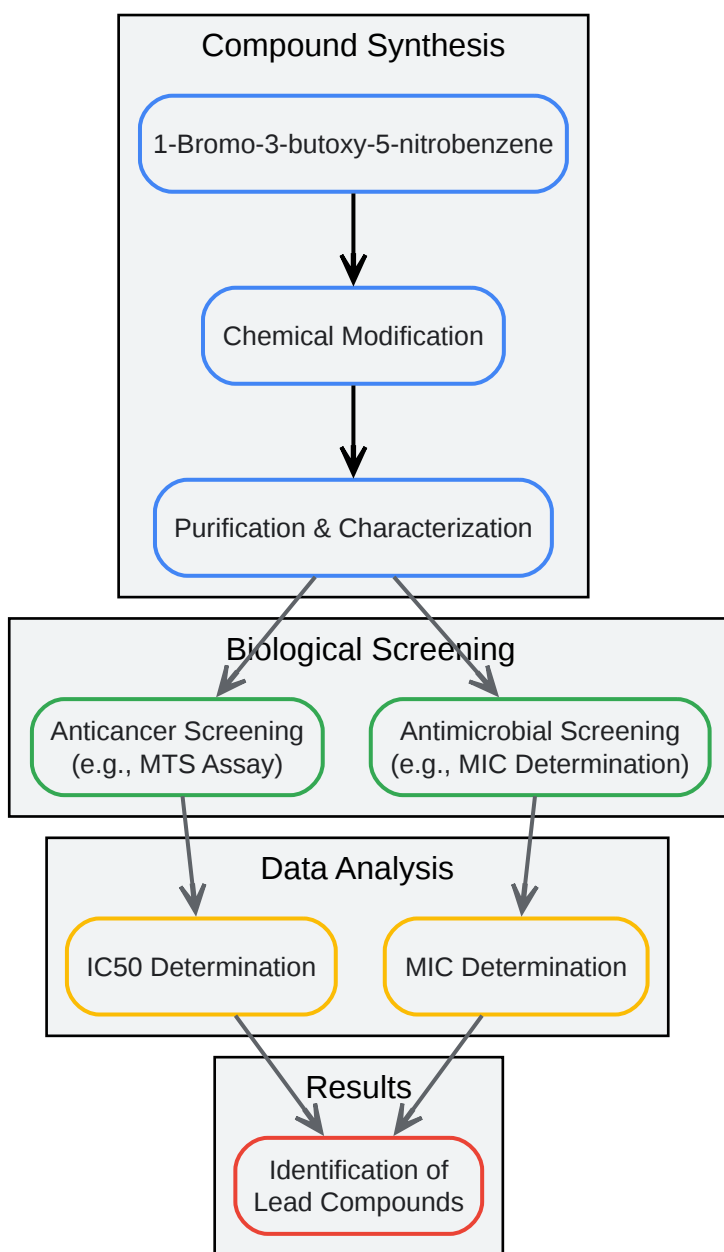 Compound Synthesis
1-Bromo-3-butoxy-5-nitrobenzene
Chemical Modification
Purification & Characterization
Biological Screening
Anticancer Screening
(e.g., MTS Assay)
Antimicrobial Screening
(e.g., MIC Determination)
Data Analysis
IC50 Determination
MIC Determination
Results
Identification of
Lead Compounds